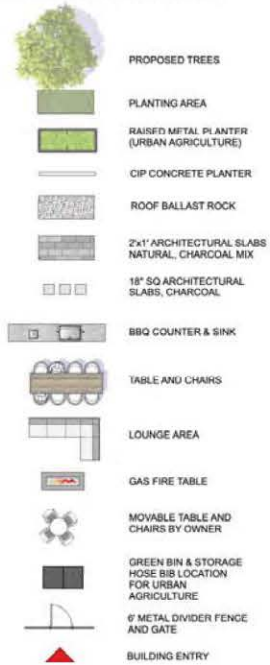 PROPOSED TREES
PLANTING AREA
RAISED METAL PLANTER
(URBAN AGRICULTURE)
CIP CONCRETE PLANTER
ROOF BALLAST ROCK
2'x1' ARCHITECTURAL SLABS
NATURAL, CHARCOAL MIX
18" SQ ARCHITECTURAL
SLABS, CHARCOAL
BBQ COUNTER & SINK
TABLE AND CHAIRS
LOUNGE AREA
GAS FIRE TABLE
MOVABLE TABLE AND
CHAIRS BY OWNER
GREEN BIN & STORAGE
HOSE BIB LOCATION
FOR URBAN
AGRICULTURE
6' METAL DIVIDER FENCE
AND GATE
BUILDING ENTRY